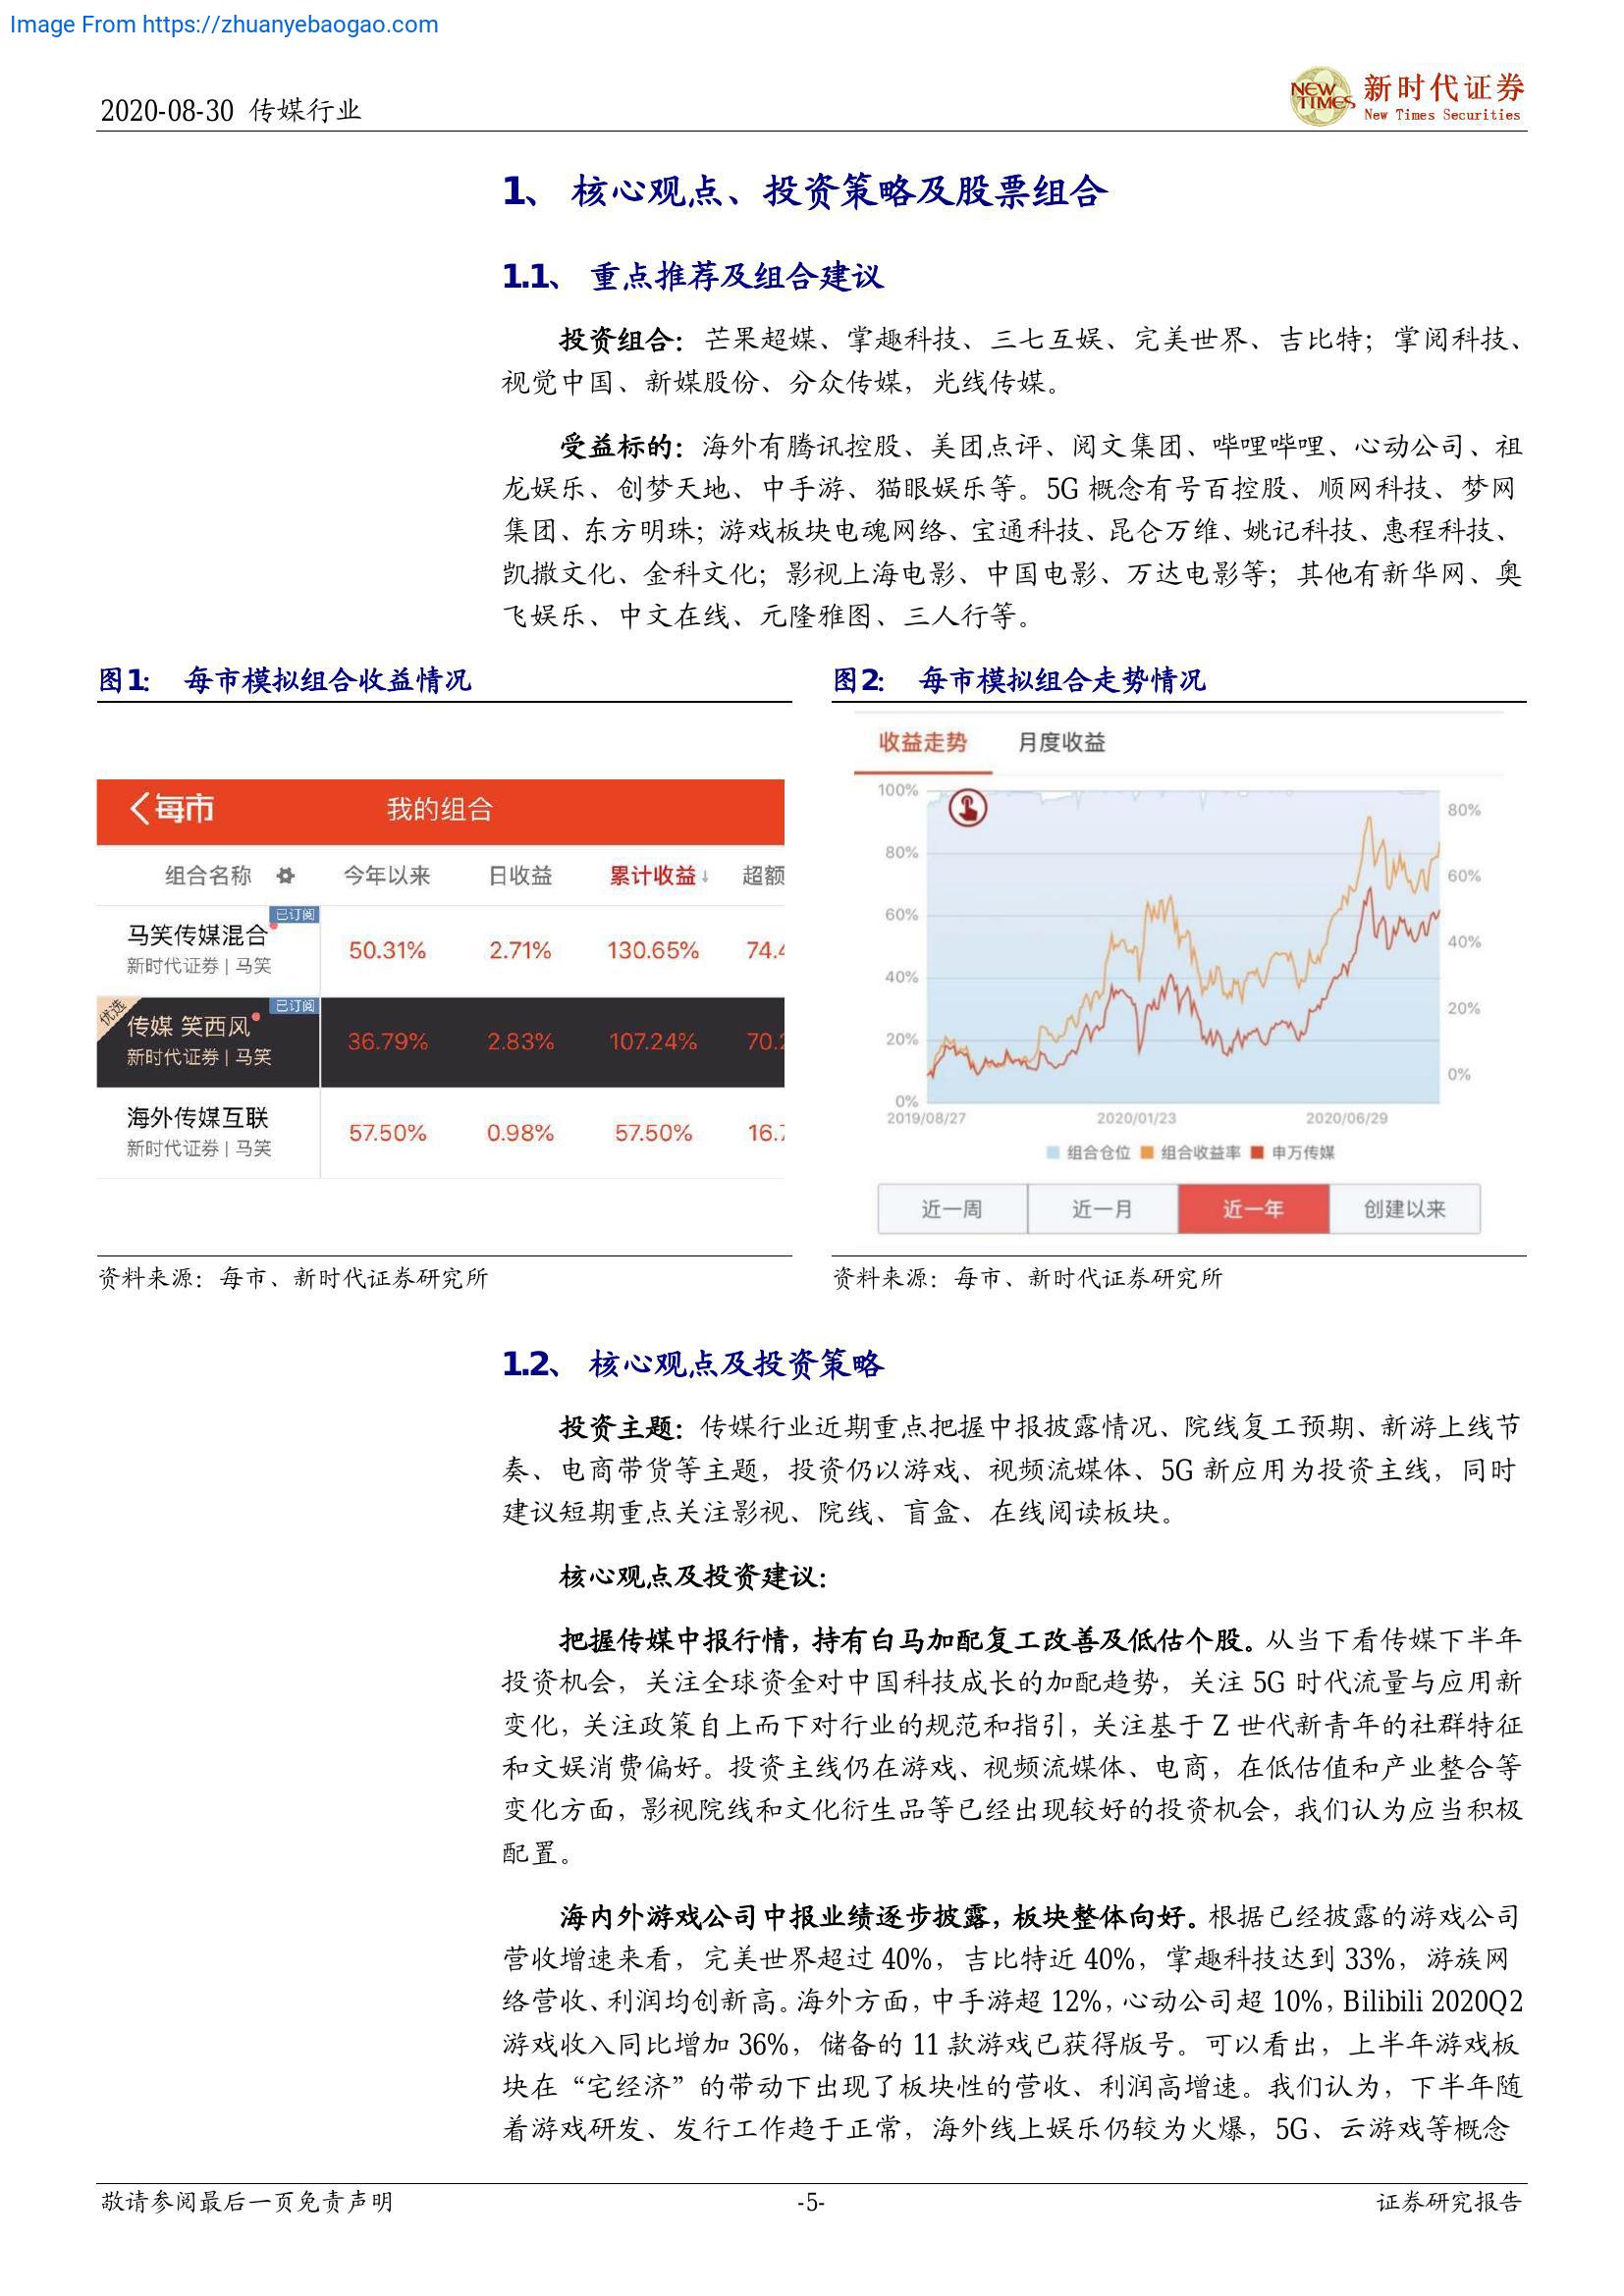 Image From https://zhuanyebaogao.com
2020-08-30 传媒行业
NEW TIMES
新时代证券
New Times Securities
1、 核心观点、投资策略及股票组合
1.1、 重点推荐及组合建议
投资组合：芒果超媒、掌趣科技、三七互娱、完美世界、吉比特；掌阅科技、
视觉中国、新媒股份、分众传媒，光线传媒。
受益标的：海外有腾讯控股、美团点评、阅文集团、哔哩哔哩、心动公司、祖
龙娱乐、创梦天地、中手游、猫眼娱乐等。5G 概念有号百控股、顺网科技、梦网
集团、东方明珠；游戏板块电魂网络、宝通科技、昆仑万维、姚记科技、惠程科技、
凯撒文化、金科文化；影视上海电影、中国电影、万达电影等；其他有新华网、奥
飞娱乐、中文在线、元隆雅图、三人行等。
图1： 每市模拟组合收益情况
每市 我的组合
组合名称 今年以来 日收益 累计收益↓ 超额
已订阅
马笑传媒混合 50.31% 2.71% 130.65% 74.4
新时代证券 | 马笑
优选 已订阅
传媒 笑西风 36.79% 2.83% 107.24% 70.2
新时代证券 | 马笑
海外传媒互联 57.50% 0.98% 57.50% 16.7
新时代证券 | 马笑
资料来源：每市、新时代证券研究所
图2： 每市模拟组合走势情况
收益走势 月度收益
100%
80%
60%
40%
20%
0%
80%
60%
40%
20%
0%
2019/08/27 2020/01/23 2020/06/29
组合仓位 组合收益率 申万传媒
近一周 近一月 近一年 创建以来
资料来源：每市、新时代证券研究所
1.2、 核心观点及投资策略
投资主题：传媒行业近期重点把握中报披露情况、院线复工预期、新游上线节
奏、电商带货等主题，投资仍以游戏、视频流媒体、5G 新应用为投资主线，同时
建议短期重点关注影视、院线、盲盒、在线阅读板块。
核心观点及投资建议：
把握传媒中报行情，持有白马加配复工改善及低估个股。从当下看传媒下半年
投资机会，关注全球资金对中国科技成长的加配趋势，关注 5G 时代流量与应用新
变化，关注政策自上而下对行业的规范和指引，关注基于 Z 世代新青年的社群特征
和文娱消费偏好。投资主线仍在游戏、视频流媒体、电商，在低估值和产业整合等
变化方面，影视院线和文化衍生品等已经出现较好的投资机会，我们认为应当积极
配置。
海内外游戏公司中报业绩逐步披露，板块整体向好。根据已经披露的游戏公司
营收增速来看，完美世界超过 40%，吉比特近 40%，掌趣科技达到 33%，游族网
络营收、利润均创新高。海外方面，中手游超 12%，心动公司超 10%，Bilibili 2020Q2
游戏收入同比增加 36%，储备的 11 款游戏已获得版号。可以看出，上半年游戏板
块在“宅经济”的带动下出现了板块性的营收、利润高增速。我们认为，下半年随
着游戏研发、发行工作趋于正常，海外线上娱乐仍较为火爆，5G、云游戏等概念
敬请参阅最后一页免责声明 -5- 证券研究报告